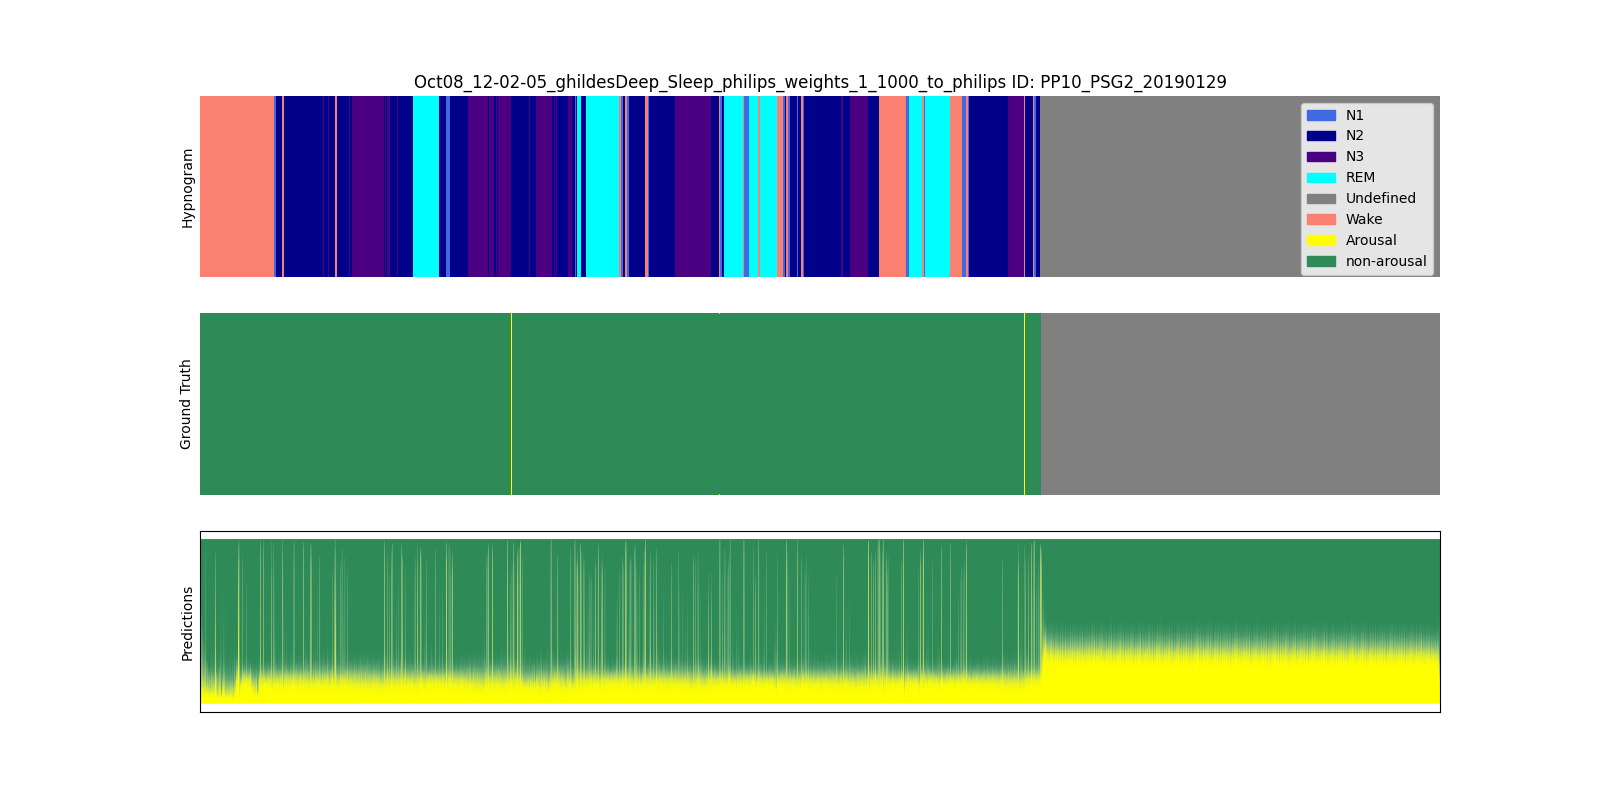 Oct08_12-02-05_ghildesDeep_Sleep_philips_weights_1_1000_to_philips ID: PP10_PSG2_20190129
Hypnogram
N1
N2
N3
REM
Undefined
Wake
Arousal
non-arousal
Ground Truth
Predictions